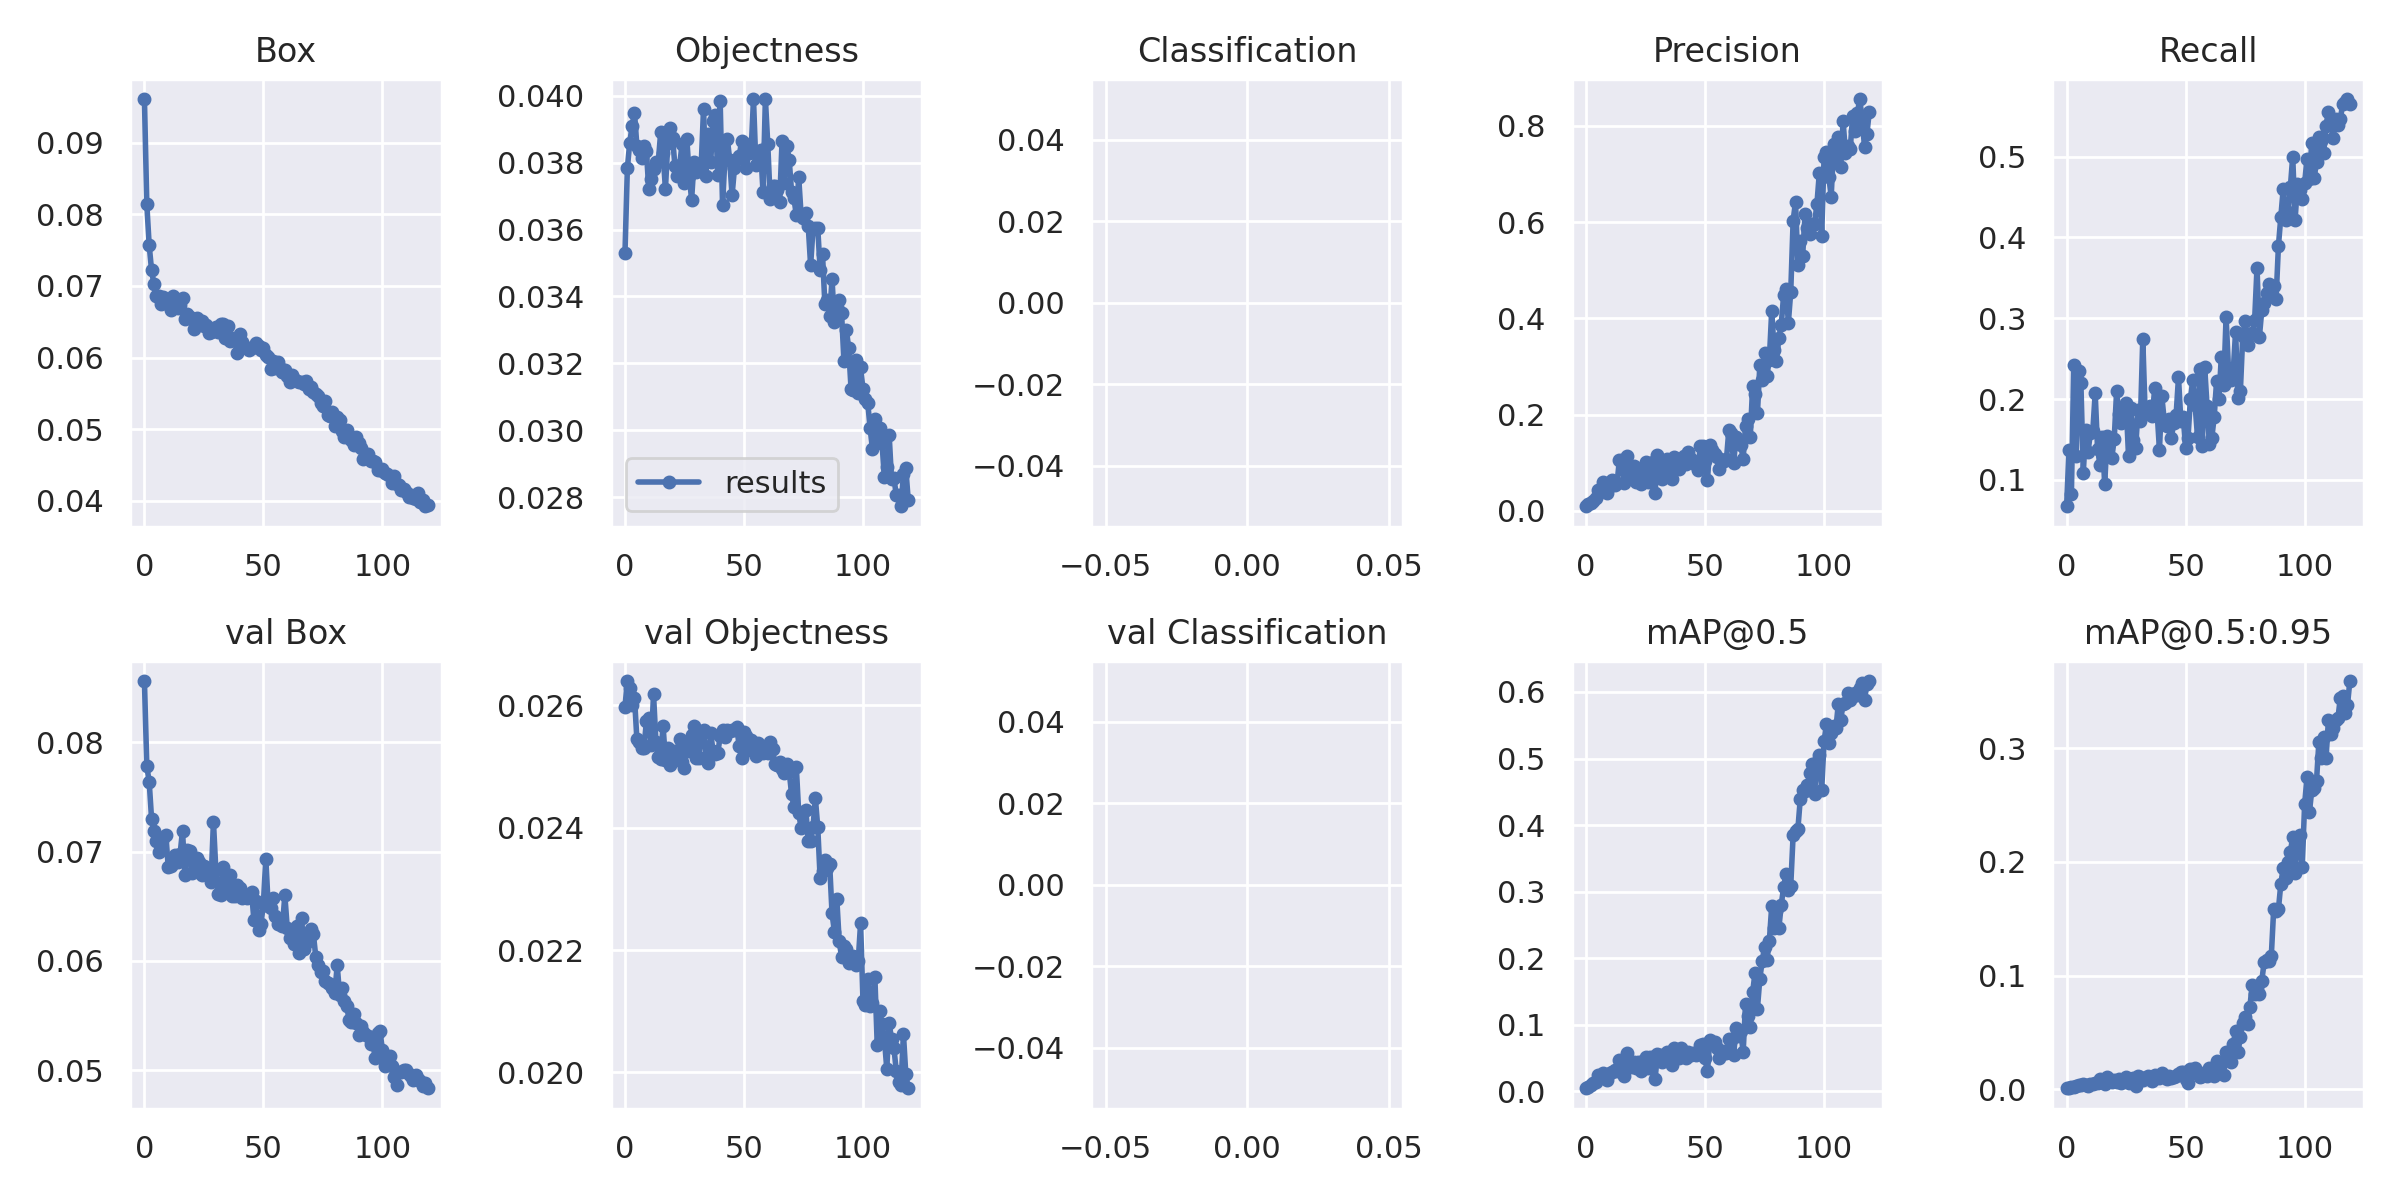 Box
Objectness
Classification
Precision
Recall
0.09
0.08
0.07
0.06
0.05
0.04
0 50 100
0.040
0.038
0.036
0.034
0.032
0.030
0.028
results
0 50 100
0.04
0.02
0.00
−0.02
−0.04
−0.05 0.00 0.05
0.8
0.6
0.4
0.2
0.0
0 50 100
0.5
0.4
0.3
0.2
0.1
0 50 100
val Box
val Objectness
val Classification
mAP@0.5
mAP@0.5:0.95
0.08
0.07
0.06
0.05
0 50 100
0.026
0.024
0.022
0.020
0 50 100
0.04
0.02
0.00
−0.02
−0.04
−0.05 0.00 0.05
0.6
0.5
0.4
0.3
0.2
0.1
0.0
0 50 100
0.3
0.2
0.1
0.0
0 50 100